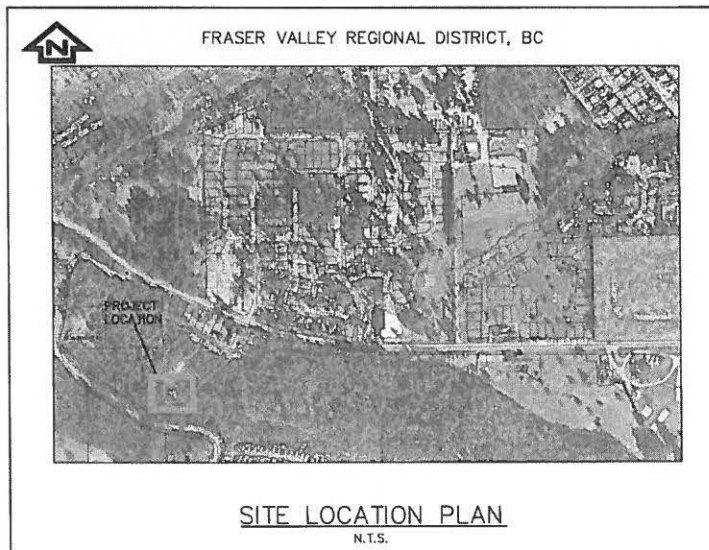 N
FRASER VALLEY REGIONAL DISTRICT, BC
PROJECT
LOCATION
SITE LOCATION PLAN
N.T.S.